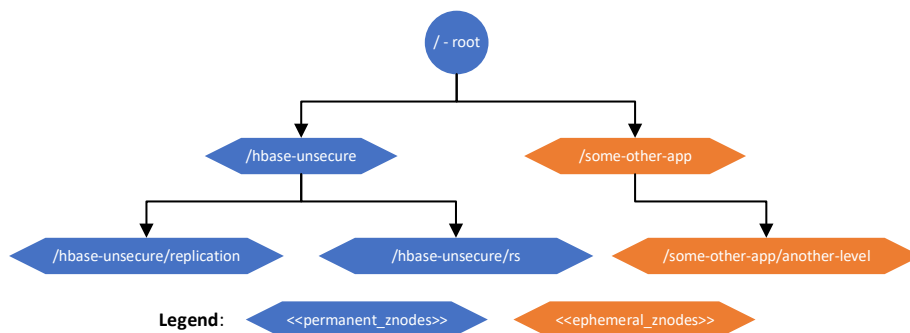 / - root
/hbase-unsecure
/some-other-app
/hbase-unsecure/replication
/hbase-unsecure/rs
/some-other-app/another-level
Legend:
<<permanent_znodes>>
<<ephemeral_znodes>>